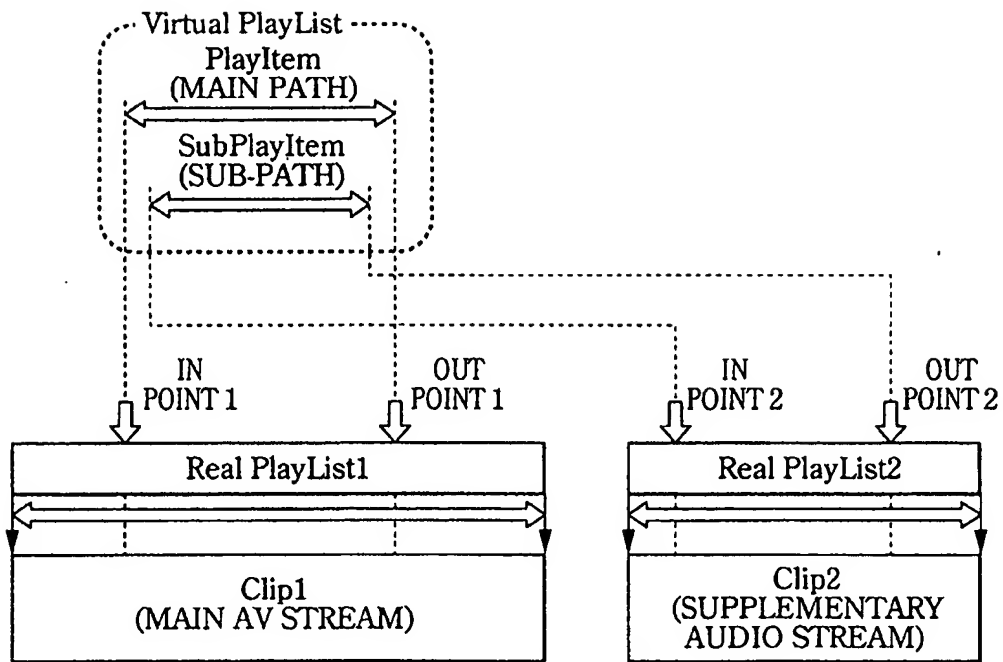 Virtual PlayList
PlayItem
(MAIN PATH)
SubPlayItem
(SUB-PATH)
IN
POINT 1
OUT
POINT 1
IN
POINT 2
OUT
POINT 2
Real PlayList1
Real PlayList2
Clip1
(MAIN AV STREAM)
Clip2
(SUPPLEMENTARY
AUDIO STREAM)